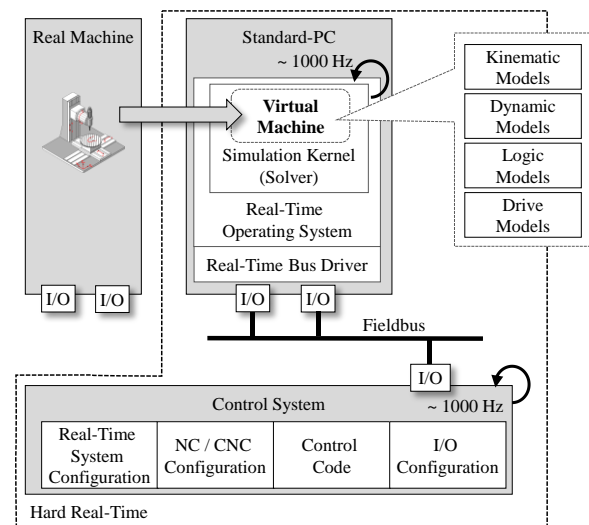 Real Machine
I/O
I/O
Standard-PC
~ 1000 Hz
Virtual
Machine
Simulation Kernel
(Solver)
Real-Time
Operating System
Real-Time Bus Driver
I/O
I/O
Kinematic
Models
Dynamic
Models
Logic
Models
Drive
Models
Fieldbus
I/O
Control System
~ 1000 Hz
Real-Time
System
Configuration
NC / CNC
Configuration
Control
Code
I/O
Configuration
Hard Real-Time